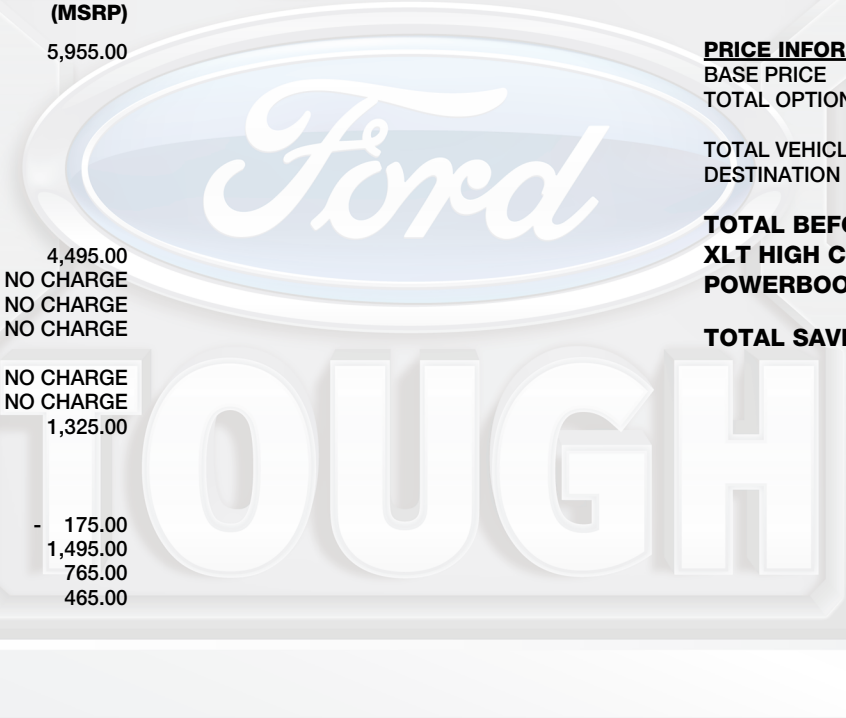 (MSRP)
5,955.00
4,495.00
NO CHARGE
NO CHARGE
NO CHARGE
NO CHARGE
NO CHARGE
1,325.00
- 175.00
1,495.00
765.00
465.00
PRICE INFOR
BASE PRICE
TOTAL OPTION
TOTAL VEHICL
DESTINATION
TOTAL BEFO
XLT HIGH C
POWERBOO
TOTAL SAVI
Ford
TOUGH